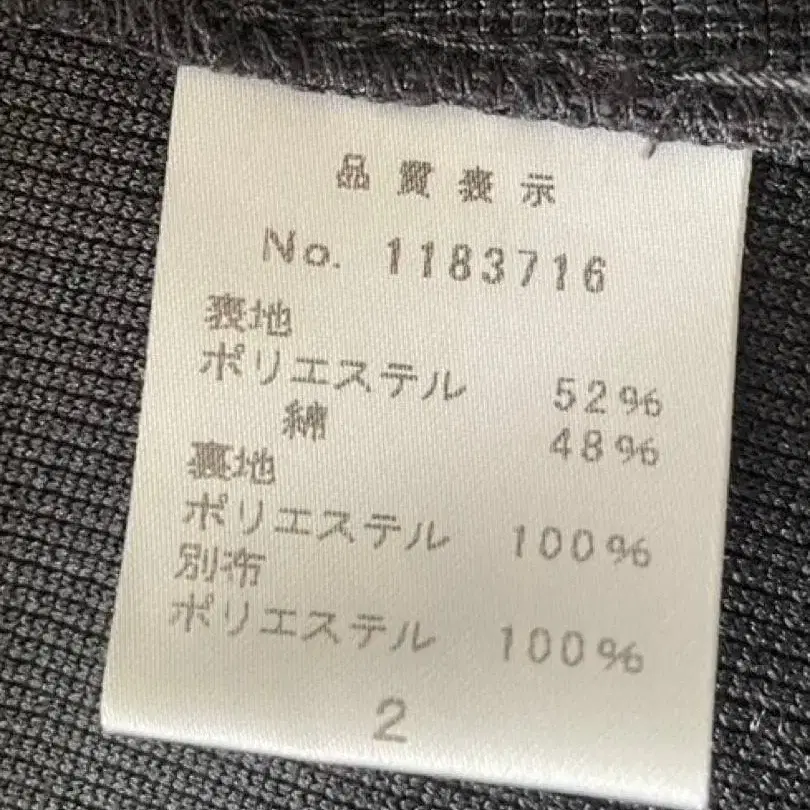 品質表示
No. 1183716
表地
ポリエステル 52%
綿 48%
裏地
ポリエステル 100%
別布
ポリエステル 100%
2